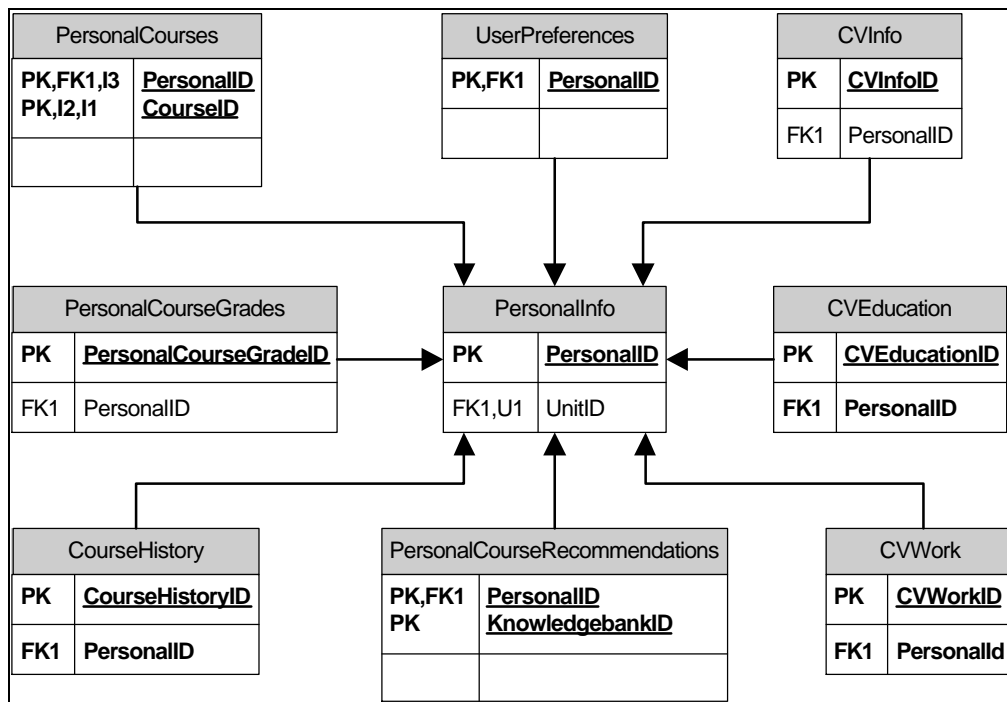 PersonalCourses
PK,FK1,I3 PersonalID
PK,I2,I1 CourseID
UserPreferences
PK,FK1 PersonalID
CVInfo
PK CVInfoID
FK1 PersonalID
PersonalCourseGrades
PK PersonalCourseGradeID
FK1 PersonalID
PersonalInfo
PK PersonalID
FK1,U1 UnitID
CVEducation
PK CVEducationID
FK1 PersonalID
CourseHistory
PK CourseHistoryID
FK1 PersonalID
PersonalCourseRecommendations
PK,FK1 PersonalID
PK KnowledgebankID
CVWork
PK CVWorkID
FK1 PersonalId